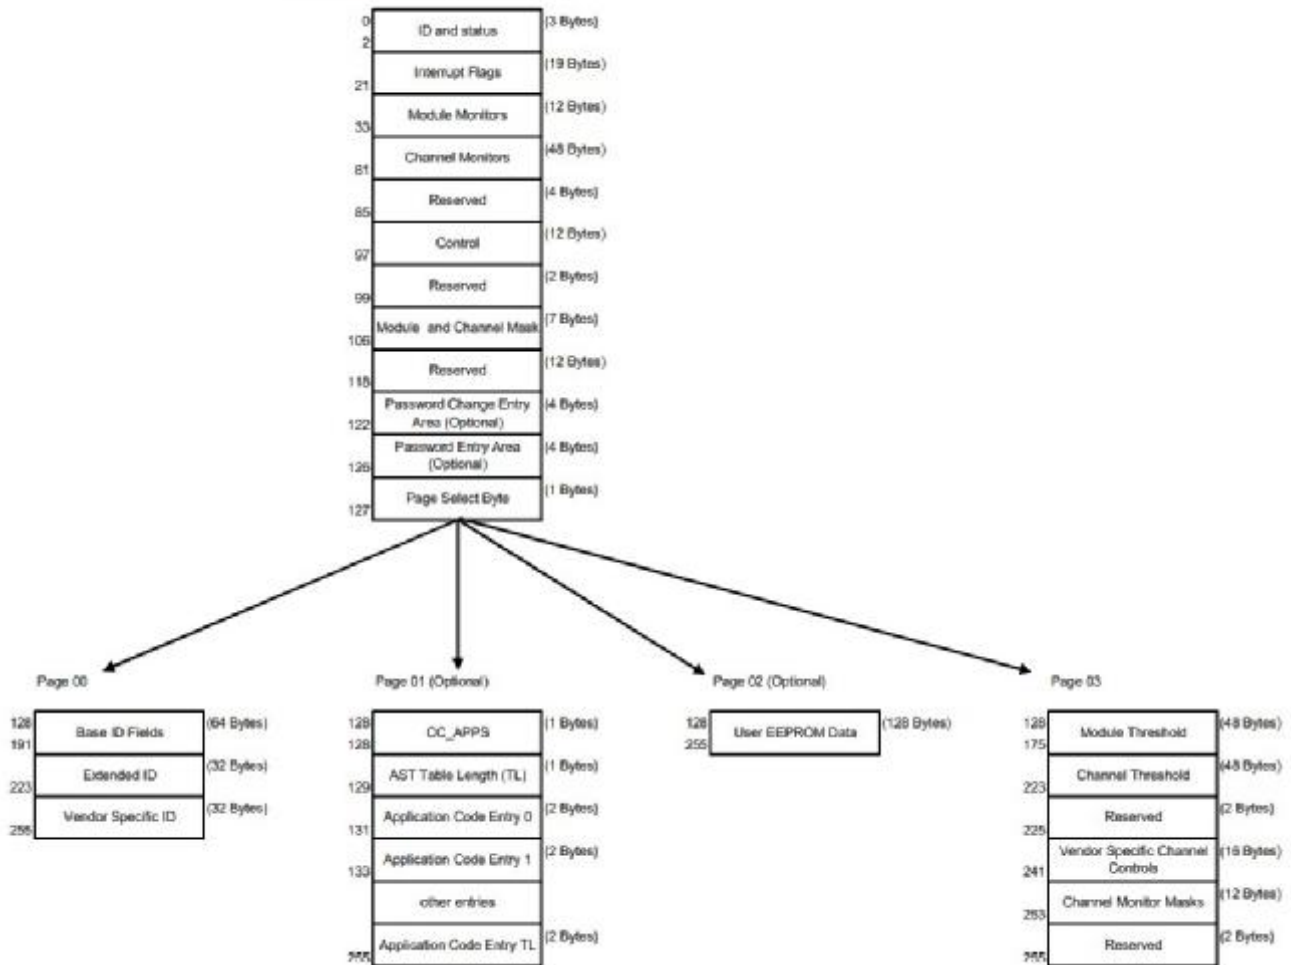 0
ID and status
(3 Bytes)
2
Interrupt Flags
(19 Bytes)
21
Module Monitors
(12 Bytes)
33
Channel Monitors
(48 Bytes)
81
Reserved
(4 Bytes)
85
Control
(12 Bytes)
97
Reserved
(2 Bytes)
99
Module and Channel Mask
(7 Bytes)
106
Reserved
(12 Bytes)
118
Password Change Entry
Area (Optional)
(4 Bytes)
122
Password Entry Area
(Optional)
(4 Bytes)
126
Page Select Byte
(1 Bytes)
127
Page 00
128
Base ID Fields
(64 Bytes)
191
Extended ID
(32 Bytes)
223
Vendor Specific ID
(32 Bytes)
255
Page 01 (Optional)
128
CC_APPS
(1 Bytes)
128
AST Table Length (TL)
(1 Bytes)
129
Application Code Entry 0
(2 Bytes)
131
Application Code Entry 1
(2 Bytes)
133
other entries
Application Code Entry TL
(2 Bytes)
255
Page 02 (Optional)
128
User EEPROM Data
(128 Bytes)
255
Page 03
128
Module Threshold
(48 Bytes)
175
Channel Threshold
(48 Bytes)
223
Reserved
(2 Bytes)
225
Vendor Specific Channel
Controls
(16 Bytes)
241
Channel Monitor Masks
(12 Bytes)
253
Reserved
(2 Bytes)
255